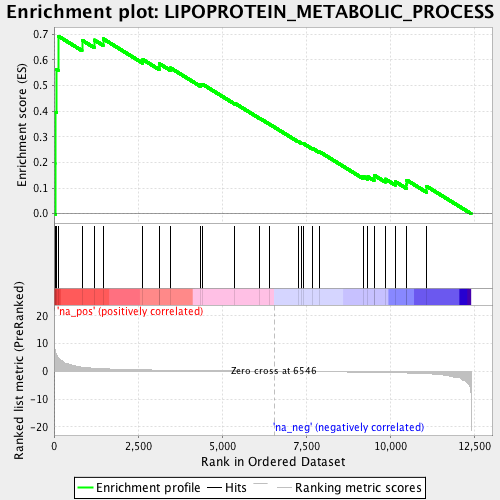 Enrichment plot: LIPOPROTEIN_METABOLIC_PROCESS
Enrichment score (ES)
0.7
0.6
0.5
0.4
0.3
0.2
0.1
0.0
'na_pos' (positively correlated)
Ranked list metric (PreRanked)
20
10
0
-10
-20
Zero cross at 6546
'na_neg' (negatively correlated)
0 2,500 5,000 7,500 10,000 12,500
Rank in Ordered Dataset
Enrichment profile Hits Ranking metric scores